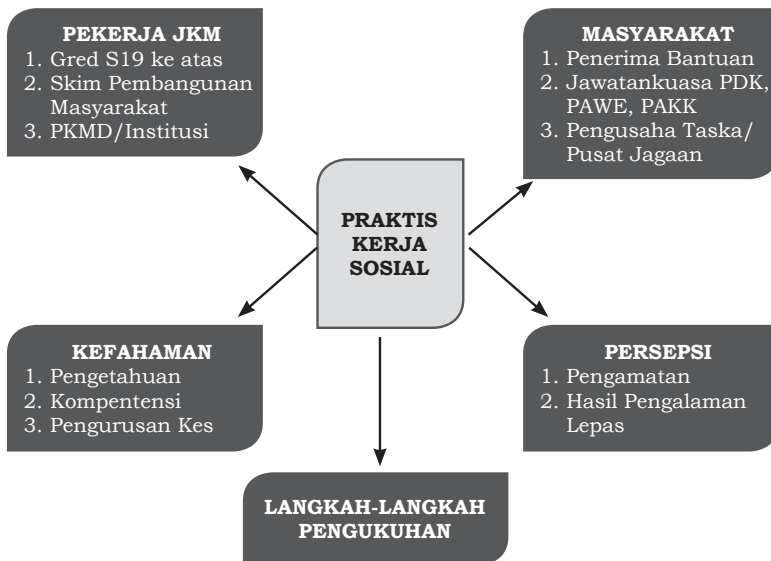 PEKERJA JKM
1. Gred S19 ke atas
2. Skim Pembangunan
Masyarakat
3. PKMD/Institusi
MASYARAKAT
1. Penerima Bantuan
2. Jawatankuasa PDK,
PAWE, PAKK
3. Pengusaha Taska/
Pusat Jagaan
PRAKTIS
KERJA
SOSIAL
KEFAHAMAN
1. Pengetahuan
2. Kompentensi
3. Pengurusan Kes
PERSEPSI
1. Pengamatan
2. Hasil Pengalaman
Lepas
LANGKAH-LANGKAH
PENGUKUHAN